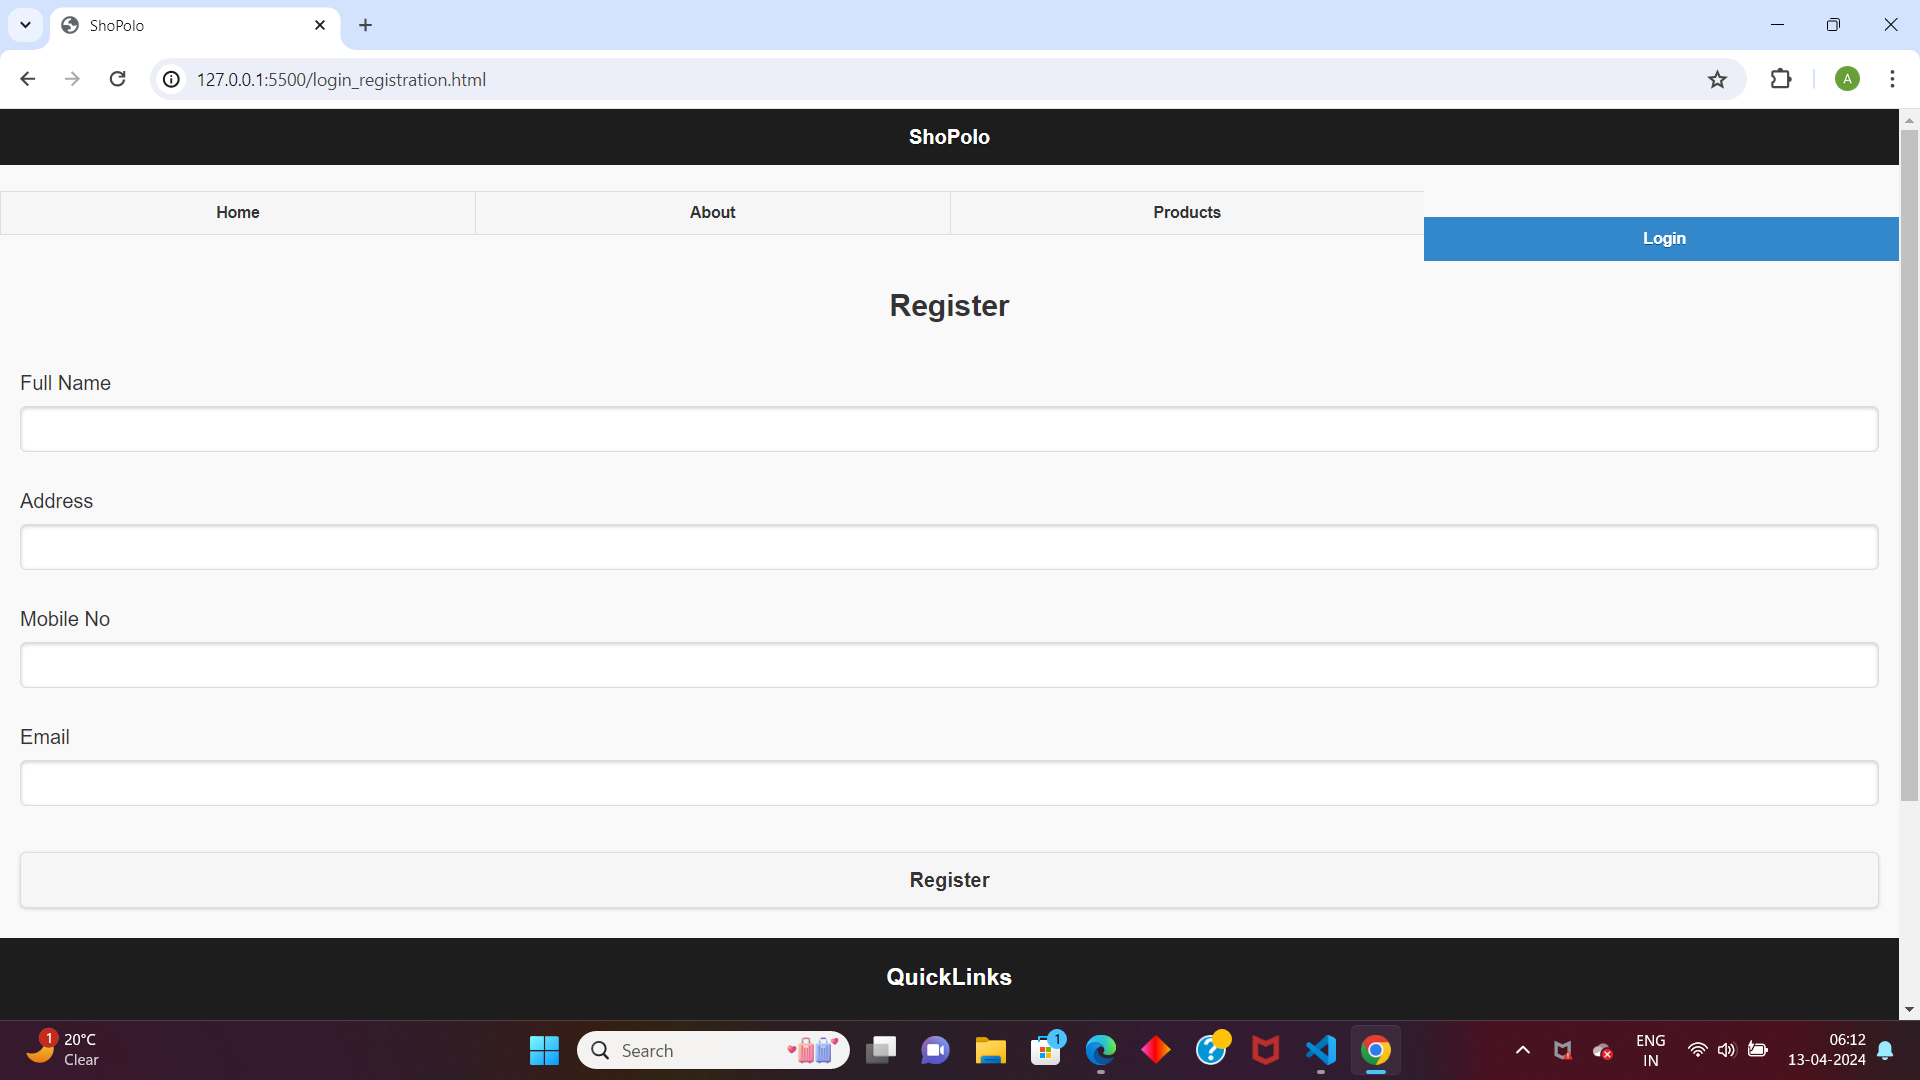 ShoPolo
127.0.0.1:5500/login_registration.html
A
ShoPolo
Home About Products
Login
Register
Full Name
Address
Mobile No
Email
Register
QuickLinks
1 20°C
Clear
Search
1
ENG
IN
06:12
13-04-2024